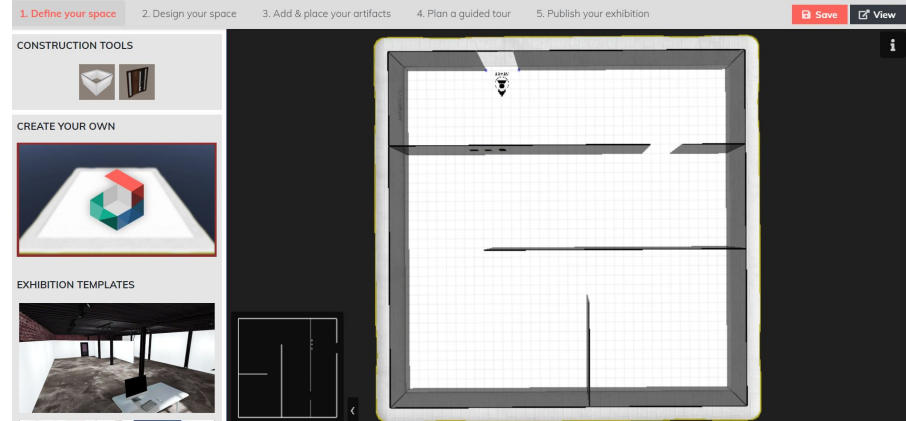 1. Define your space
2. Design your space
3. Add & place your artifacts
4. Plan a guided tour
5. Publish your exhibition
Save
View
CONSTRUCTION TOOLS
CREATE YOUR OWN
EXHIBITION TEMPLATES